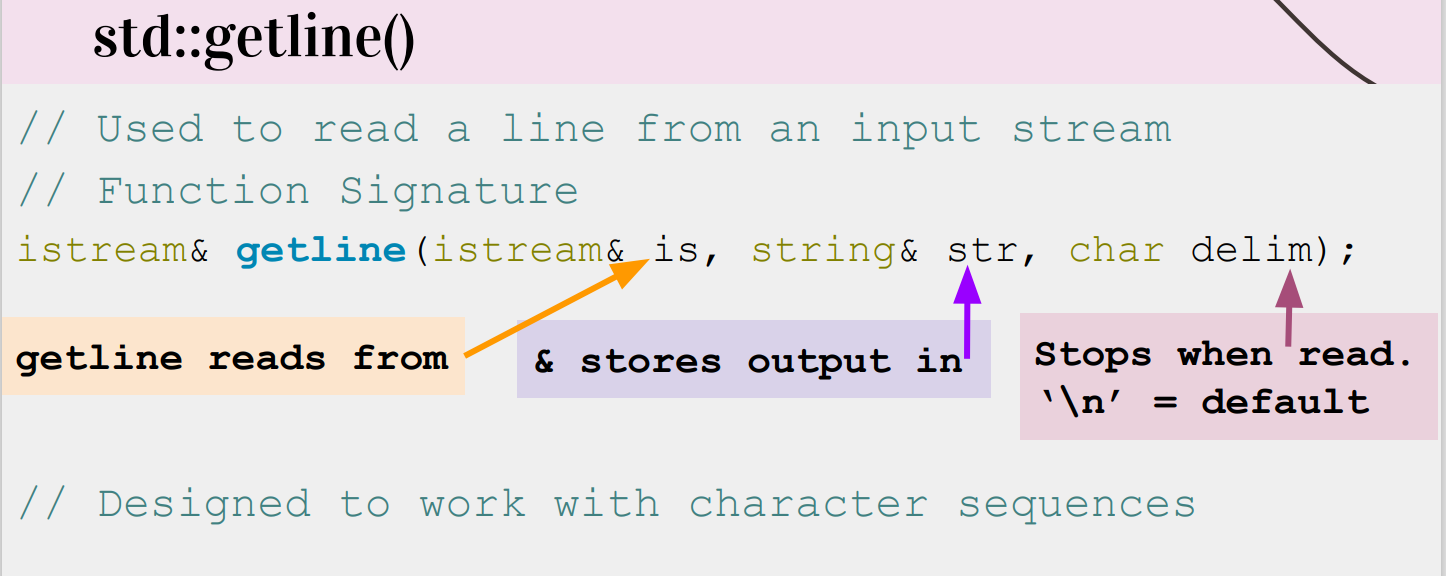 std::getline()
// Used to read a line from an input stream
// Function Signature
istream& getline(istream& is, string& str, char delim);
getline reads from
& stores output in
Stops when read.
‘\n’ = default
// Designed to work with character sequences